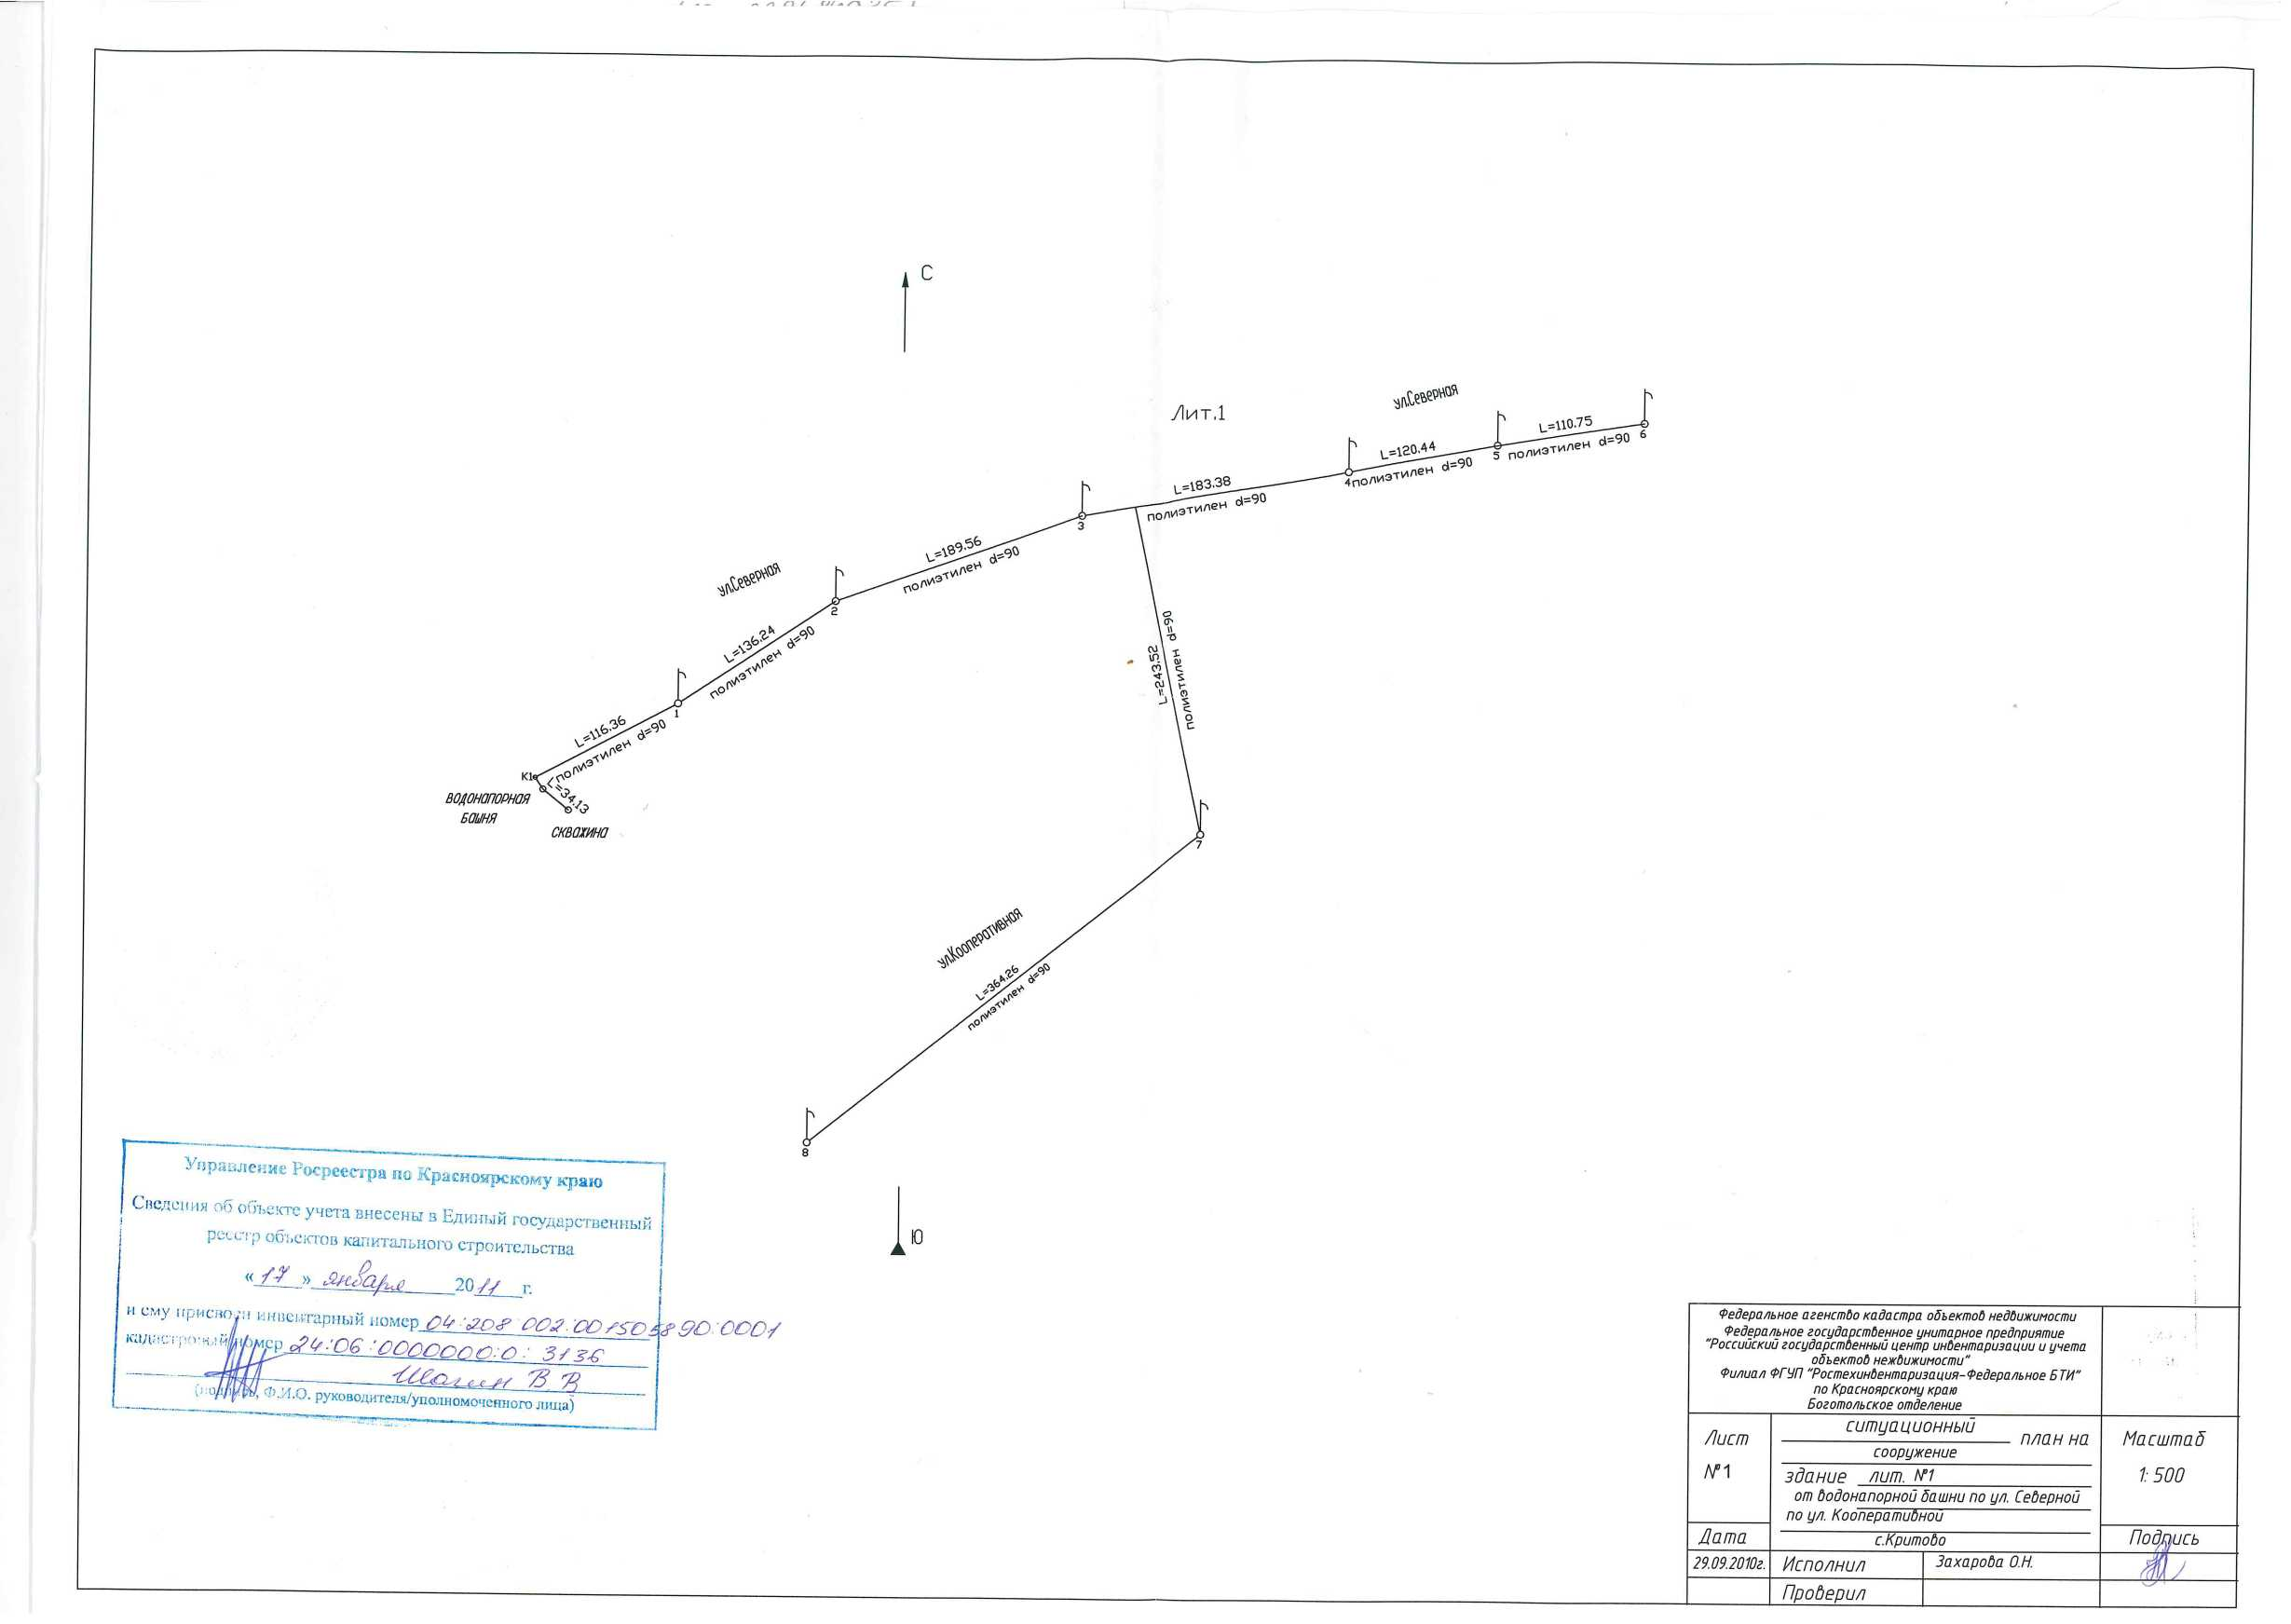 С
Лит.1
ул.Северная
L=110.75
полиэтилен d=90
6
5
L=120.44
полиэтилен d=90
4
L=183.38
полиэтилен d=90
3
L=189.56
полиэтилен d=90
ул.Северная
2
L=136.24
полиэтилен d=90
1
L=116.36
полиэтилен d=90
К1
L=34.13
ВОДОНАПОРНАЯ
БАШНЯ
СКВАЖИНА
L=243.52
полиэтилен d=90
7
ул.Кооперативная
L=364.26
полиэтилен d=90
8
Ю
Управление Росреестра по Красноярскому краю
Сведения об объекте учета внесены в Единый государственный
реестр объектов капитального строительства
«17» января 2011 г.
и ему присвоен инвентарный номер 04:208 002:001505890:0001
кадастровый номер 24:06:0000000:0: 3136
Шагин В.В
(подпись, Ф.И.О. руководителя/уполномоченного лица)
Федеральное агенство кадастра объектов недвижимости
Федеральное государственное унитарное предприятие
"Российский государственный центр инвентаризации и учета
объектов нежвижимости"
Филиал ФГУП "Ростехинвентаризация-Федеральное БТИ"
по Красноярскому краю
Боготольское отделение
Лист
№1
ситуационный
план на
сооружение
здание лит. №1
от водонапорной башни по ул. Северной
по ул. Кооперативной
с.Критово
Масштаб
1: 500
Дата
Подпись
29.09.2010г.
Исполнил
Захарова О.Н.
Проверил